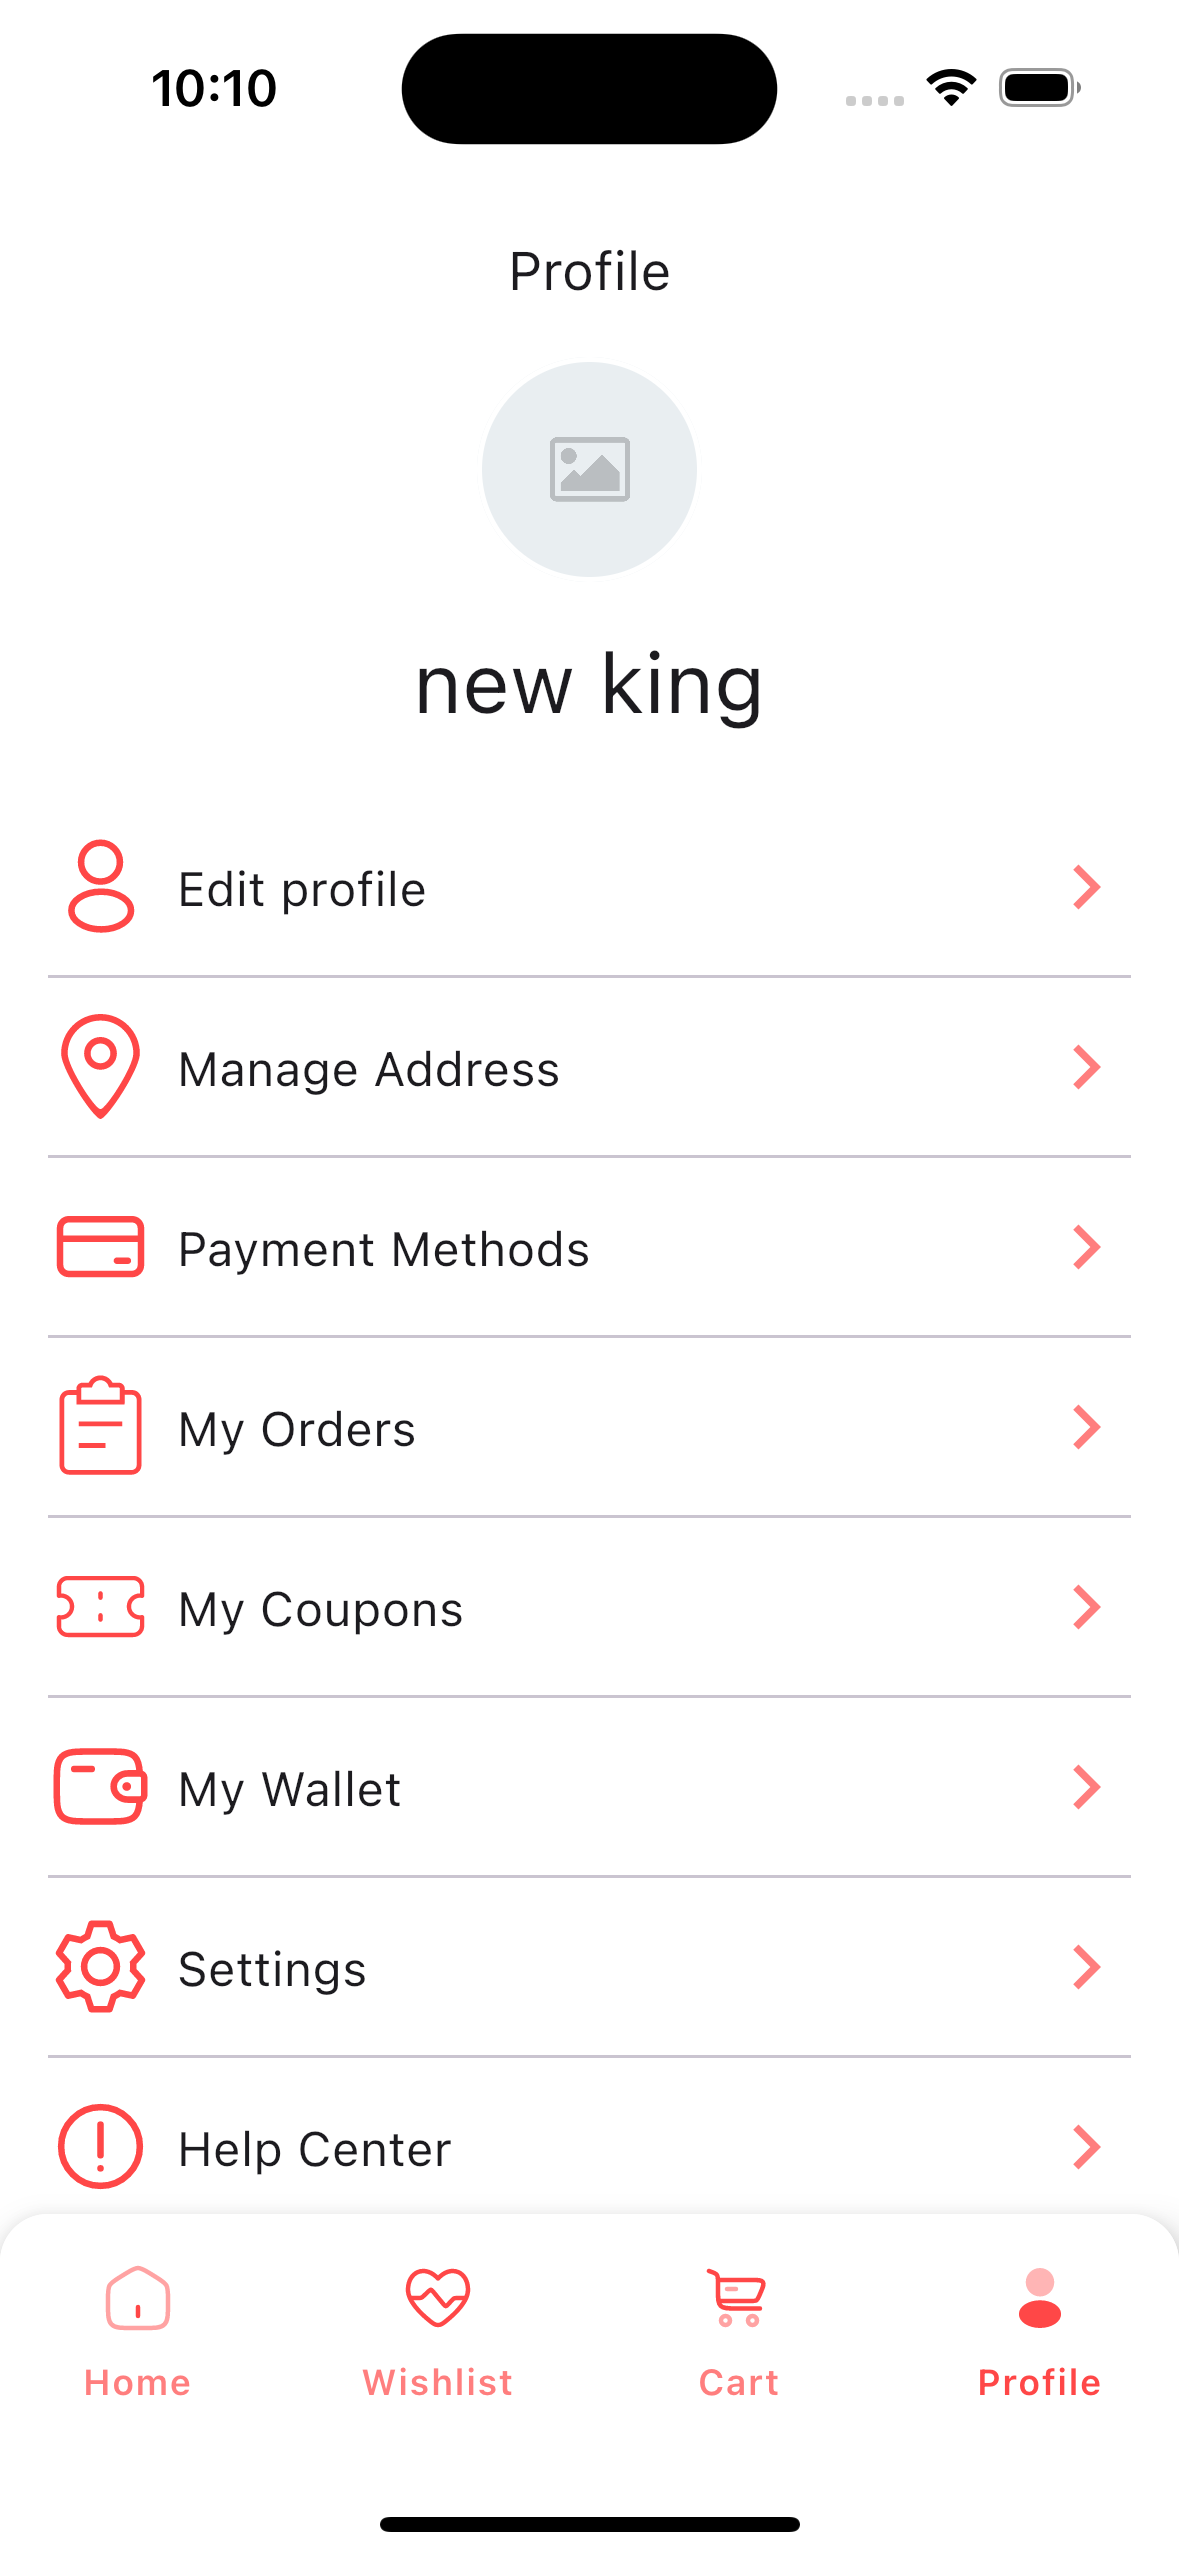 10:10
Profile
new king
Edit profile
Manage Address
Payment Methods
My Orders
My Coupons
My Wallet
Settings
Help Center
Home
Wishlist
Cart
Profile